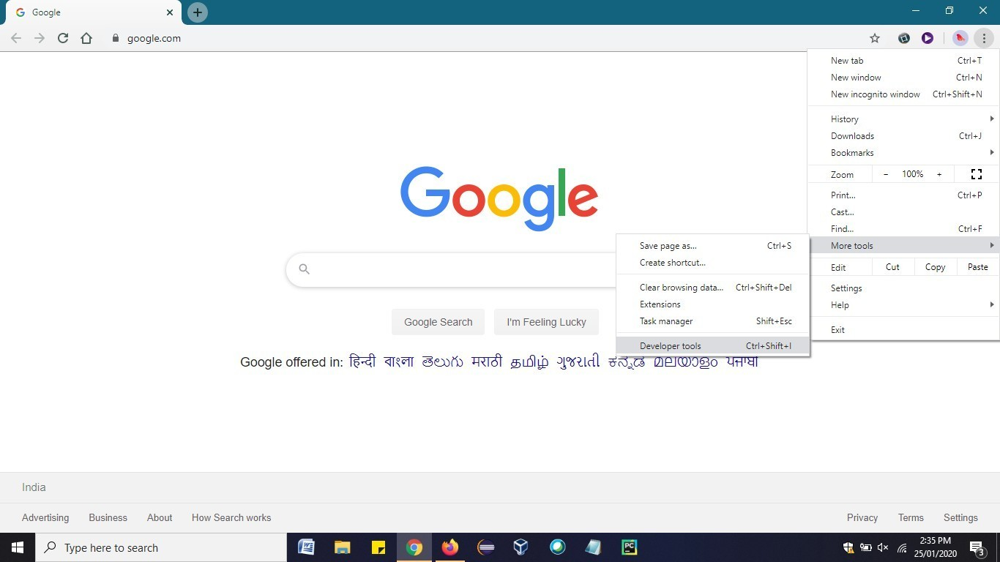 Google
google.com
New tab Ctrl+T
New window Ctrl+N
New incognito window Ctrl+Shift+N
History
Downloads Ctrl+J
Bookmarks
Zoom - 100% +
Print... Ctrl+P
Cast...
Find... Ctrl+F
More tools
Edit Cut Copy Paste
Settings
Help
Exit
Google
Save page as... Ctrl+S
Create shortcut...
Clear browsing data... Ctrl+Shift+Del
Extensions
Task manager Shift+Esc
Developer tools Ctrl+Shift+I
Google Search I'm Feeling Lucky
Google offered in: हिन्दी বাংলা తెలుగు मराठी தமிழ் ગુજરાતી ಕನ್ನಡ മലയാളം ਪੰਜਾਬੀ
India
Advertising Business About How Search works Privacy Terms Settings
Type here to search
W
PC
2:35 PM
25/01/2020
3